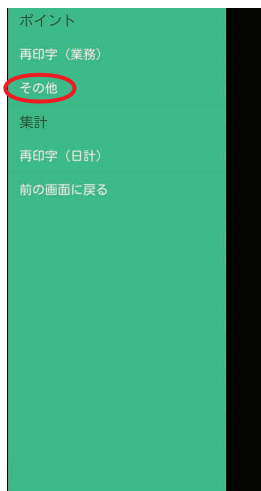 ポイント
再印字（業務）
その他
集計
再印字（日計）
前の画面に戻る